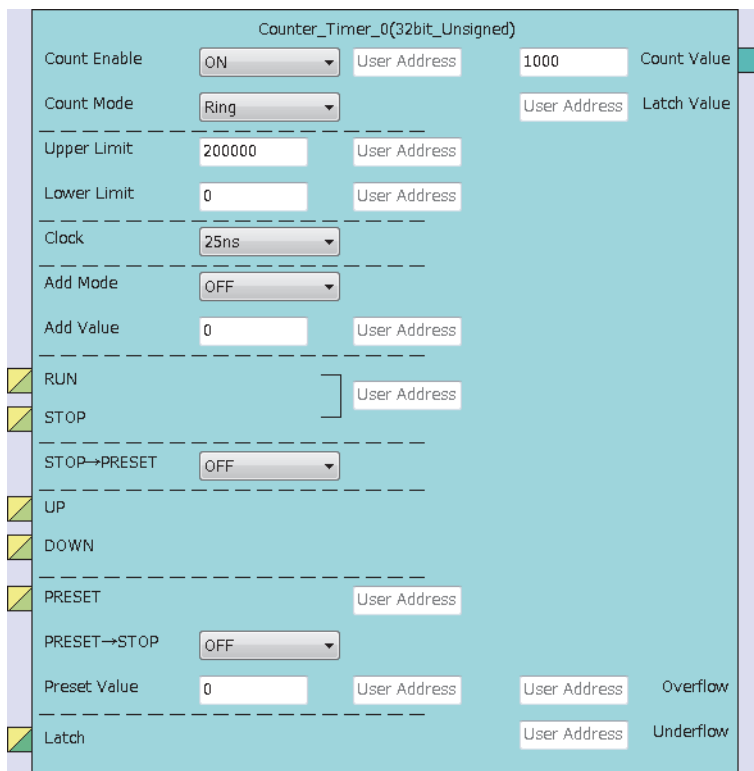 Counter_Timer_0(32bit_Unsigned)
Count Enable ON User Address 1000 Count Value
Count Mode Ring User Address Latch Value
Upper Limit 200000 User Address
Lower Limit 0 User Address
Clock 25ns
Add Mode OFF
Add Value 0 User Address
RUN
User Address
STOP
STOP→PRESET OFF
UP
DOWN
PRESET User Address
PRESET→STOP OFF
Preset Value 0 User Address User Address Overflow
Latch User Address Underflow